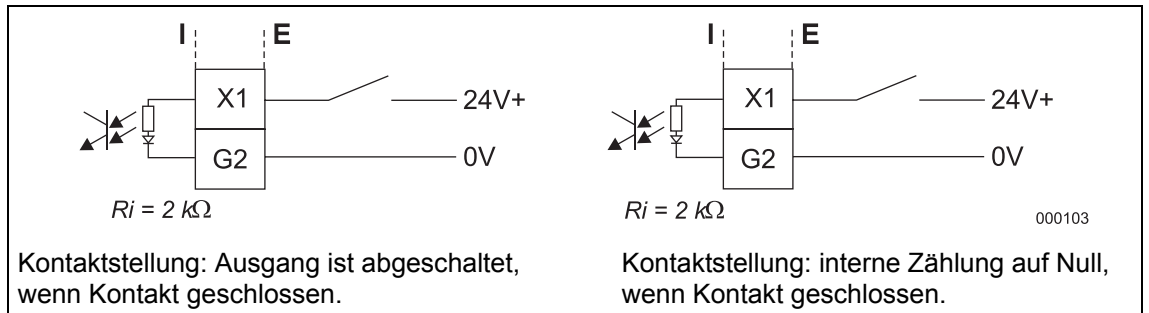 I E
X1 24V+
G2 0V
Ri = 2 kΩ
Kontaktstellung: Ausgang ist abgeschaltet,
wenn Kontakt geschlossen.
I E
X1 24V+
G2 0V
Ri = 2 kΩ
000103
Kontaktstellung: interne Zählung auf Null,
wenn Kontakt geschlossen.